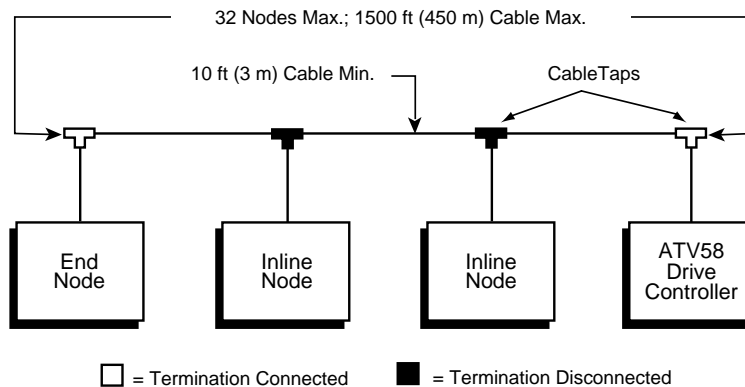 32 Nodes Max.; 1500 ft (450 m) Cable Max.
10 ft (3 m) Cable Min.
CableTaps
End
Node
Inline
Node
Inline
Node
ATV58
Drive
Controller
= Termination Connected
= Termination Disconnected